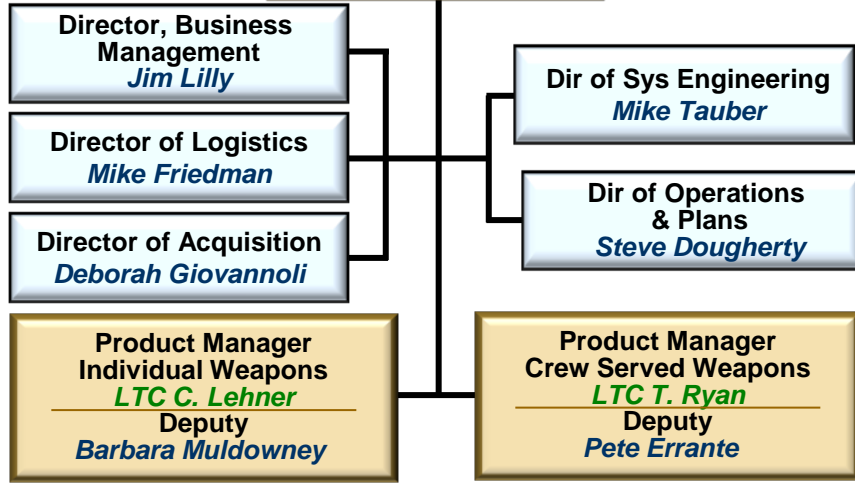 Director, Business
Management
Jim Lilly
Director of Logistics
Mike Friedman
Director of Acquisition
Deborah Giovannoli
Dir of Sys Engineering
Mike Tauber
Dir of Operations
& Plans
Steve Dougherty
Product Manager
Individual Weapons
LTC C. Lehner
Deputy
Barbara Muldowney
Product Manager
Crew Served Weapons
LTC T. Ryan
Deputy
Pete Errante